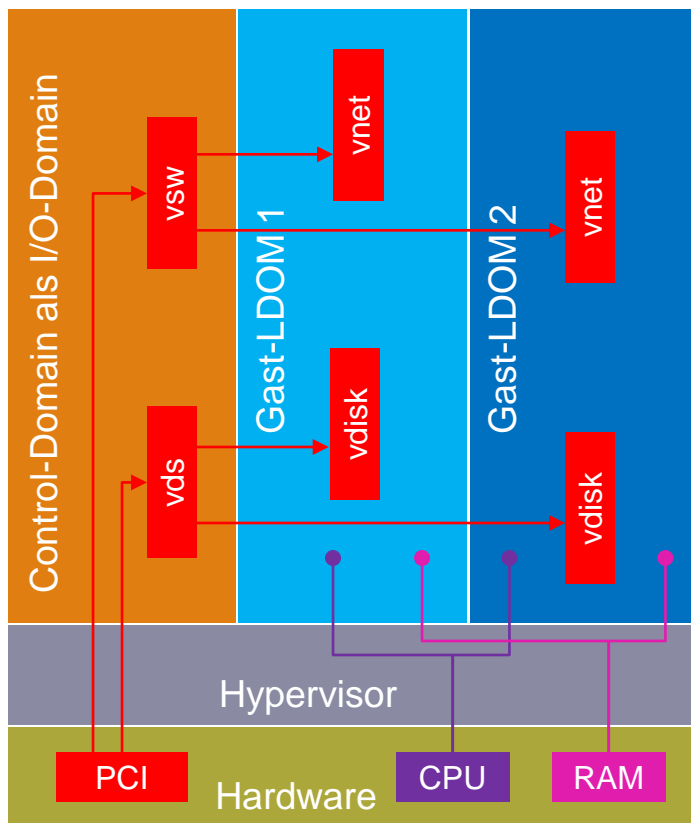 Control-Domain als I/O-Domain
vsw
vds
Gast-LDOM 1
vnet
vdisk
Gast-LDOM 2
vnet
vdisk
Hypervisor
PCI
Hardware
CPU
RAM